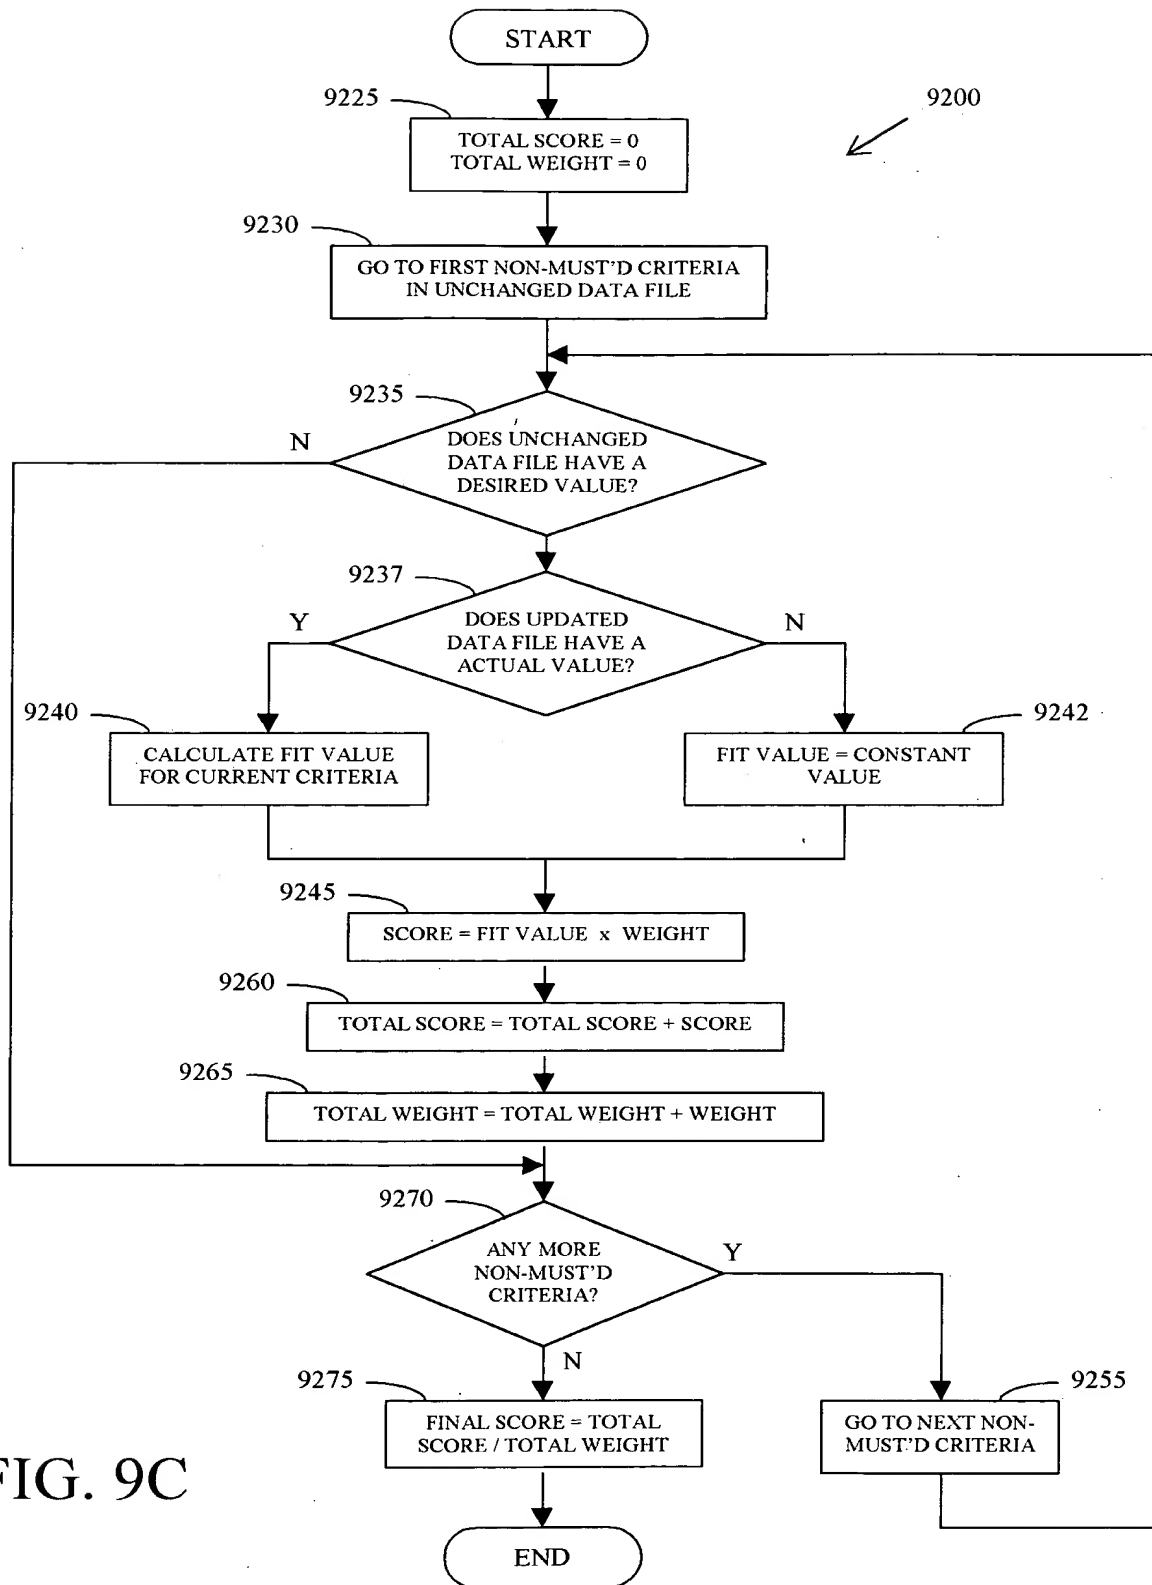 START
9225
9200
TOTAL SCORE = 0
TOTAL WEIGHT = 0
9230
GO TO FIRST NON-MUST'D CRITERIA
IN UNCHANGED DATA FILE
9235
N
DOES UNCHANGED
DATA FILE HAVE A
DESIRED VALUE?
9237
Y
N
DOES UPDATED
DATA FILE HAVE A
ACTUAL VALUE?
9240
9242
CALCULATE FIT VALUE
FOR CURRENT CRITERIA
FIT VALUE = CONSTANT
VALUE
9245
SCORE = FIT VALUE x WEIGHT
9260
TOTAL SCORE = TOTAL SCORE + SCORE
9265
TOTAL WEIGHT = TOTAL WEIGHT + WEIGHT
9270
ANY MORE
NON-MUST'D
CRITERIA?
Y
N
9275
9255
FINAL SCORE = TOTAL
SCORE / TOTAL WEIGHT
GO TO NEXT NON-
MUST'D CRITERIA
FIG. 9C
END